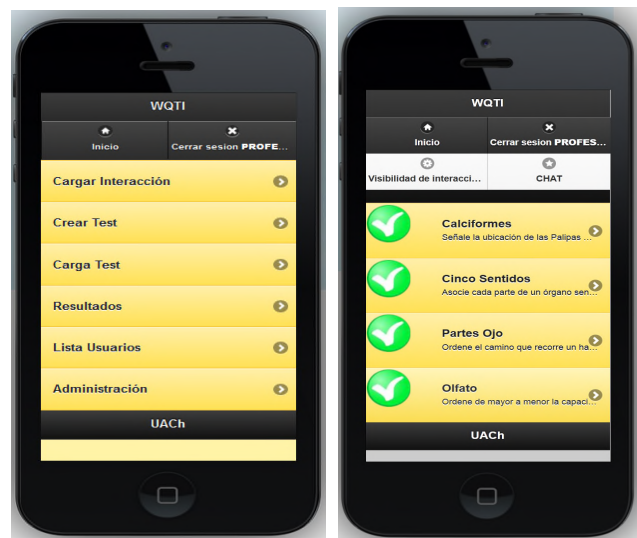 WQTI
Inicio
Cerrar sesion PROFE...
Cargar Interacción
Crear Test
Carga Test
Resultados
Lista Usuarios
Administración
UACh
WQTI
Inicio
Cerrar sesion PROFES...
Visibilidad de interacci...
CHAT
Calciformes
Señale la ubicación de las Palipas ...
Cinco Sentidos
Asocie cada parte de un órgano sen...
Partes Ojo
Ordene el camino que recorre un ha...
Olfato
Ordene de mayor a menor la capaci...
UACh